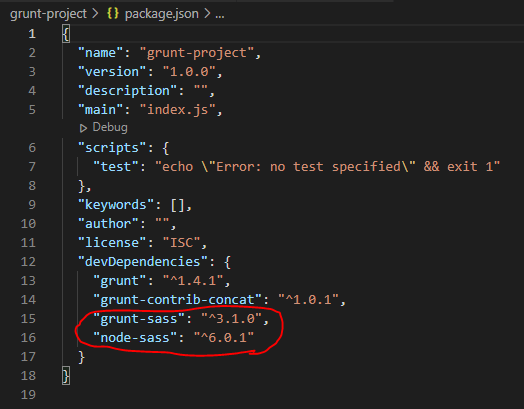 grunt-project > {} package.json > ...
1 {
2 "name": "grunt-project",
3 "version": "1.0.0",
4 "description": "",
5 "main": "index.js",
Debug
6 "scripts": {
7 "test": "echo \"Error: no test specified\" && exit 1"
8 },
9 "keywords": [],
10 "author": "",
11 "license": "ISC",
12 "devDependencies": {
13 "grunt": "^1.4.1",
14 "grunt-contrib-concat": "^1.0.1",
15 "grunt-sass": "^3.1.0",
16 "node-sass": "^6.0.1"
17 }
18 }
19